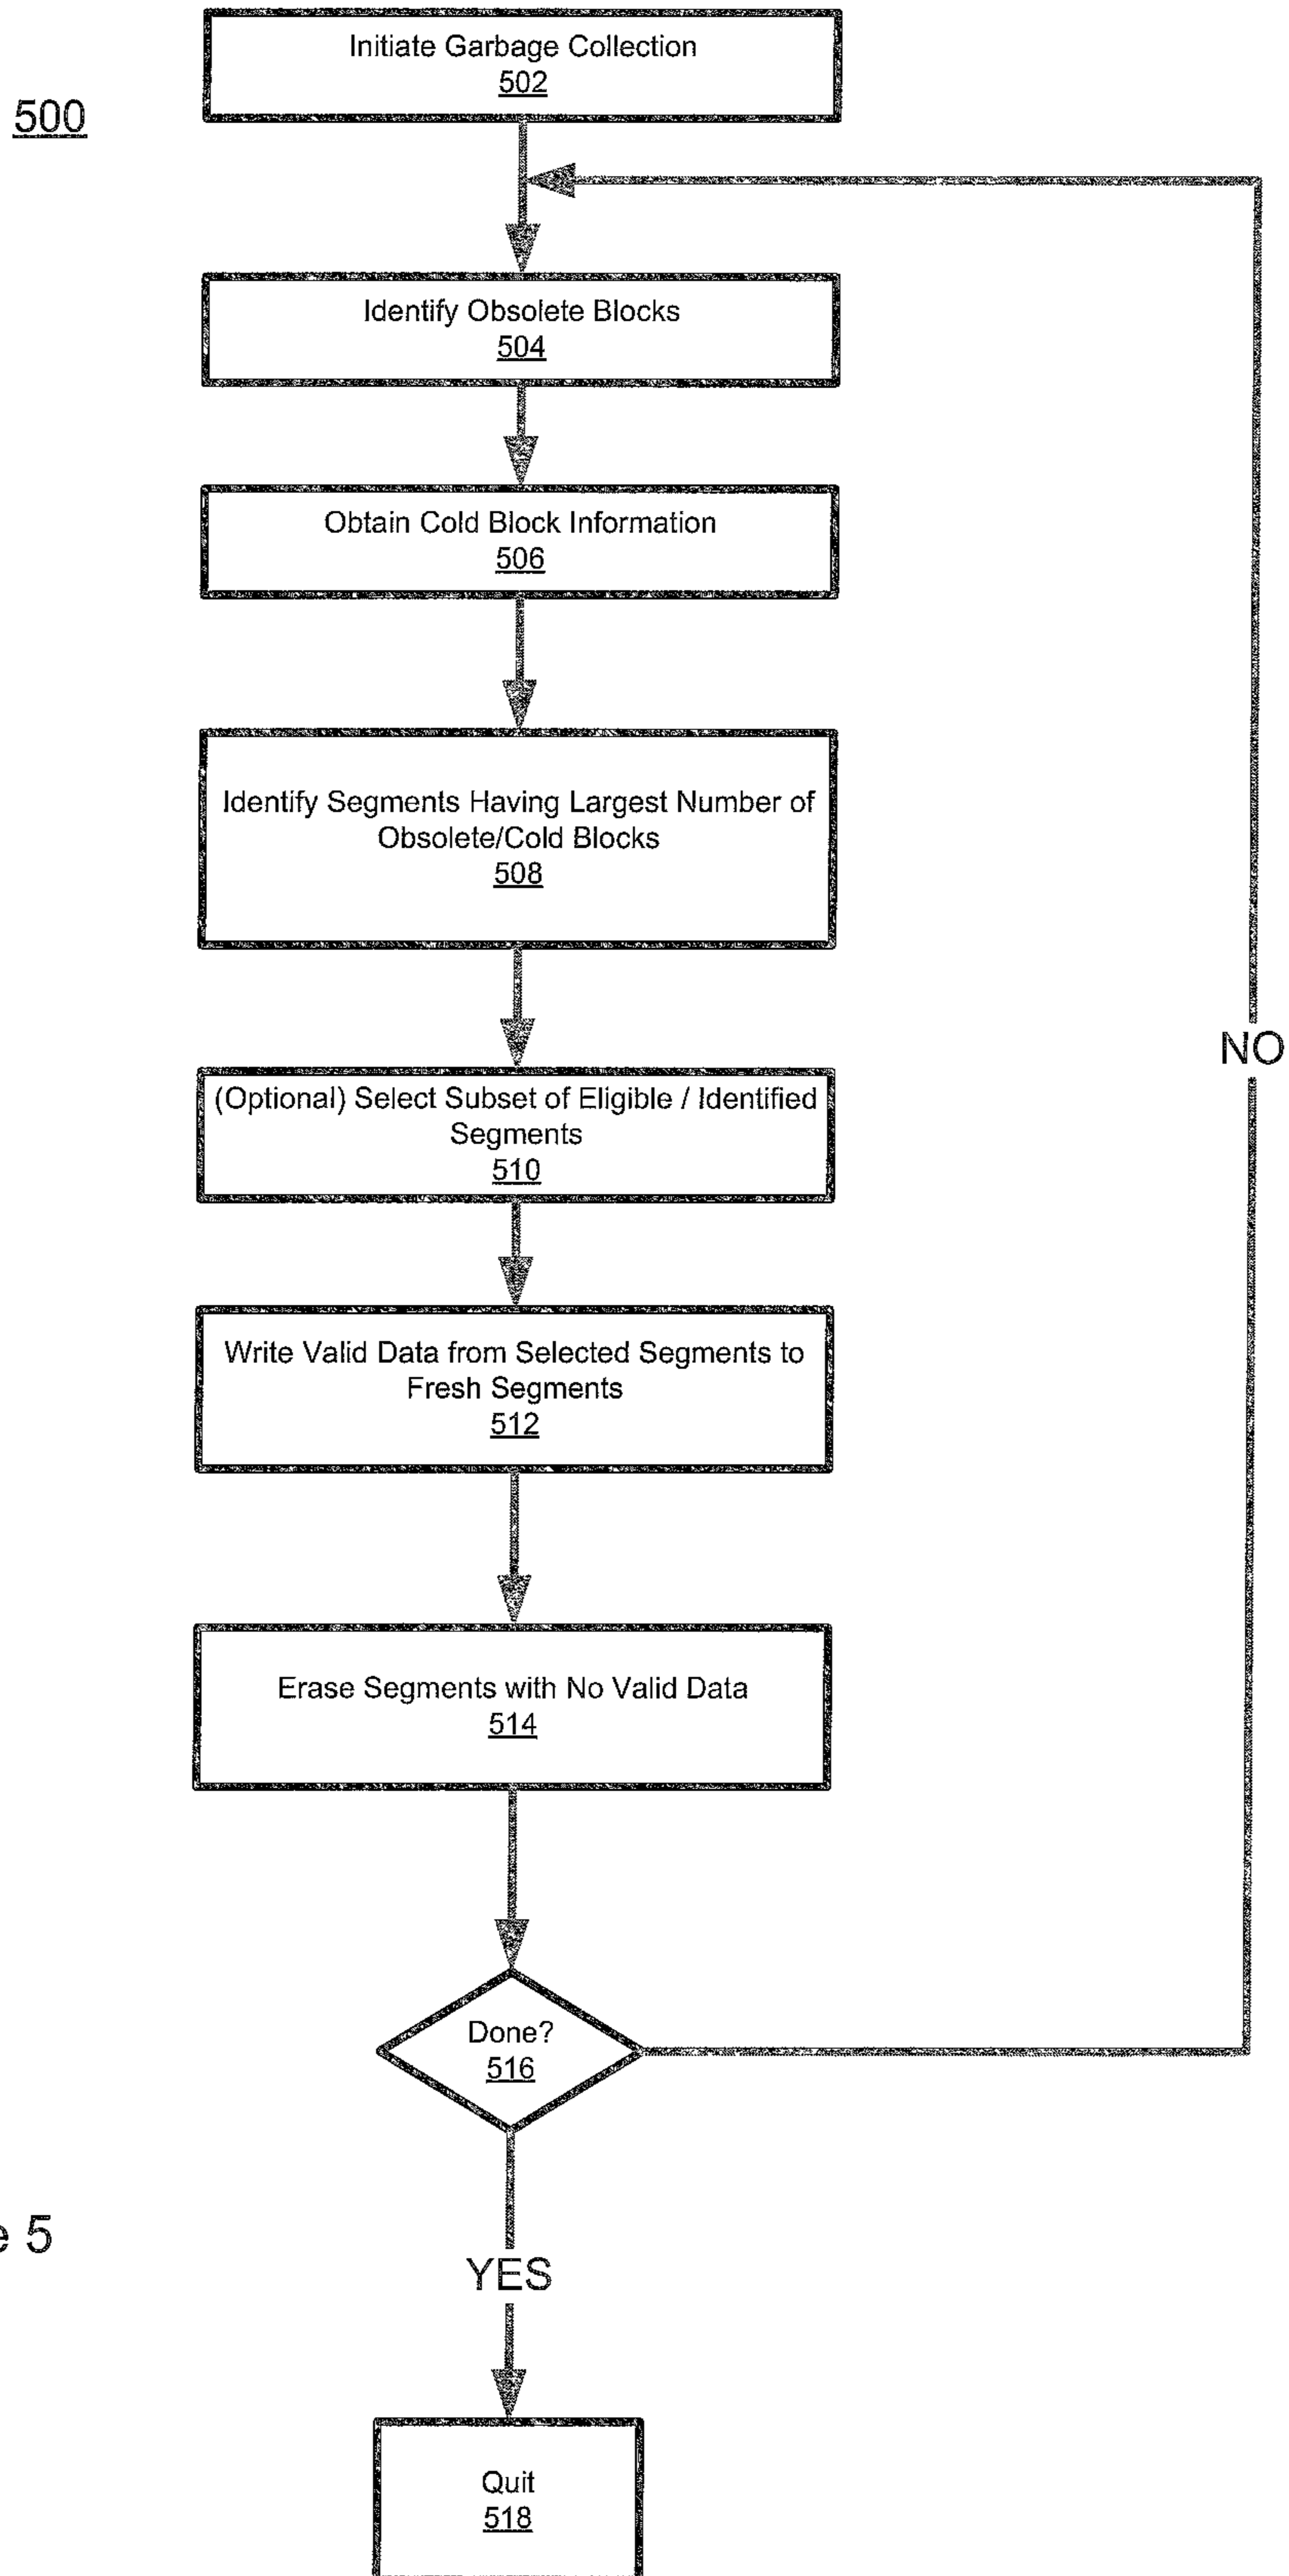 500
Initiate Garbage Collection
502
Identify Obsolete Blocks
504
Obtain Cold Block Information
506
Identify Segments Having Largest Number of
Obsolete/Cold Blocks
508
(Optional) Select Subset of Eligible / Identified
Segments
510
Write Valid Data from Selected Segments to
Fresh Segments
512
Erase Segments with No Valid Data
514
Done?
516
NO
YES
e 5
Quit
518